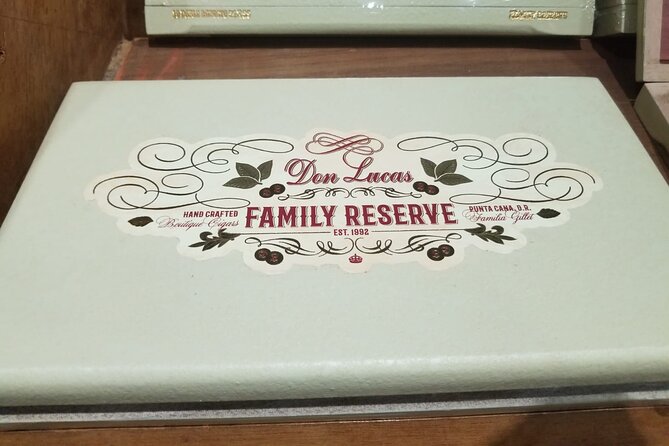 Don Lucas
HAND CRAFTED
Boutique Cigars
FAMILY RESERVE
EST. 1992
PUNTA CANA, D.R.
Familia Gillet